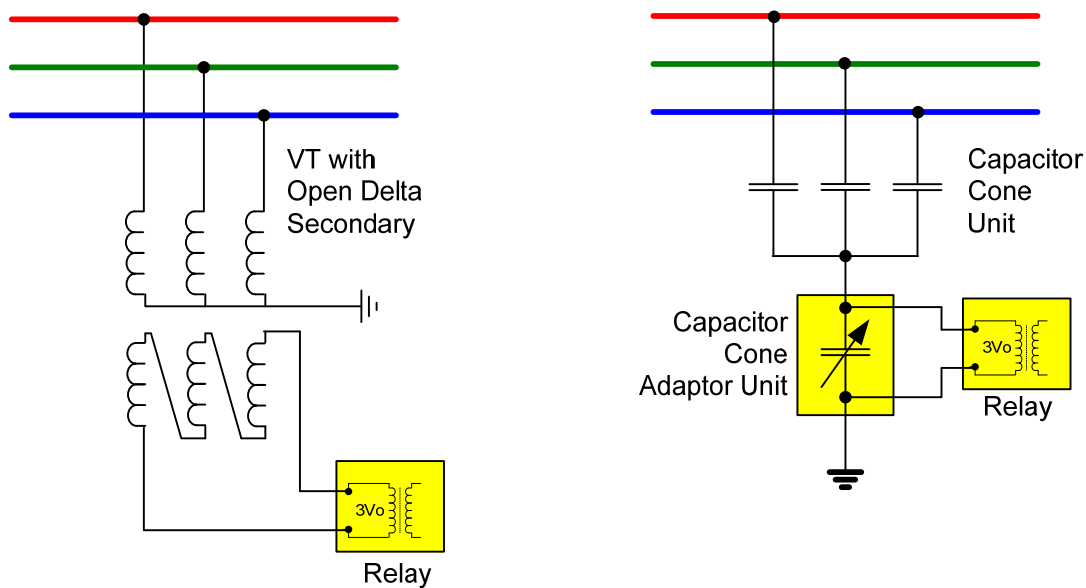 VT with
Open Delta
Secondary
3Vo
Relay
Capacitor
Cone
Unit
Capacitor
Cone
Adaptor Unit
3Vo
Relay